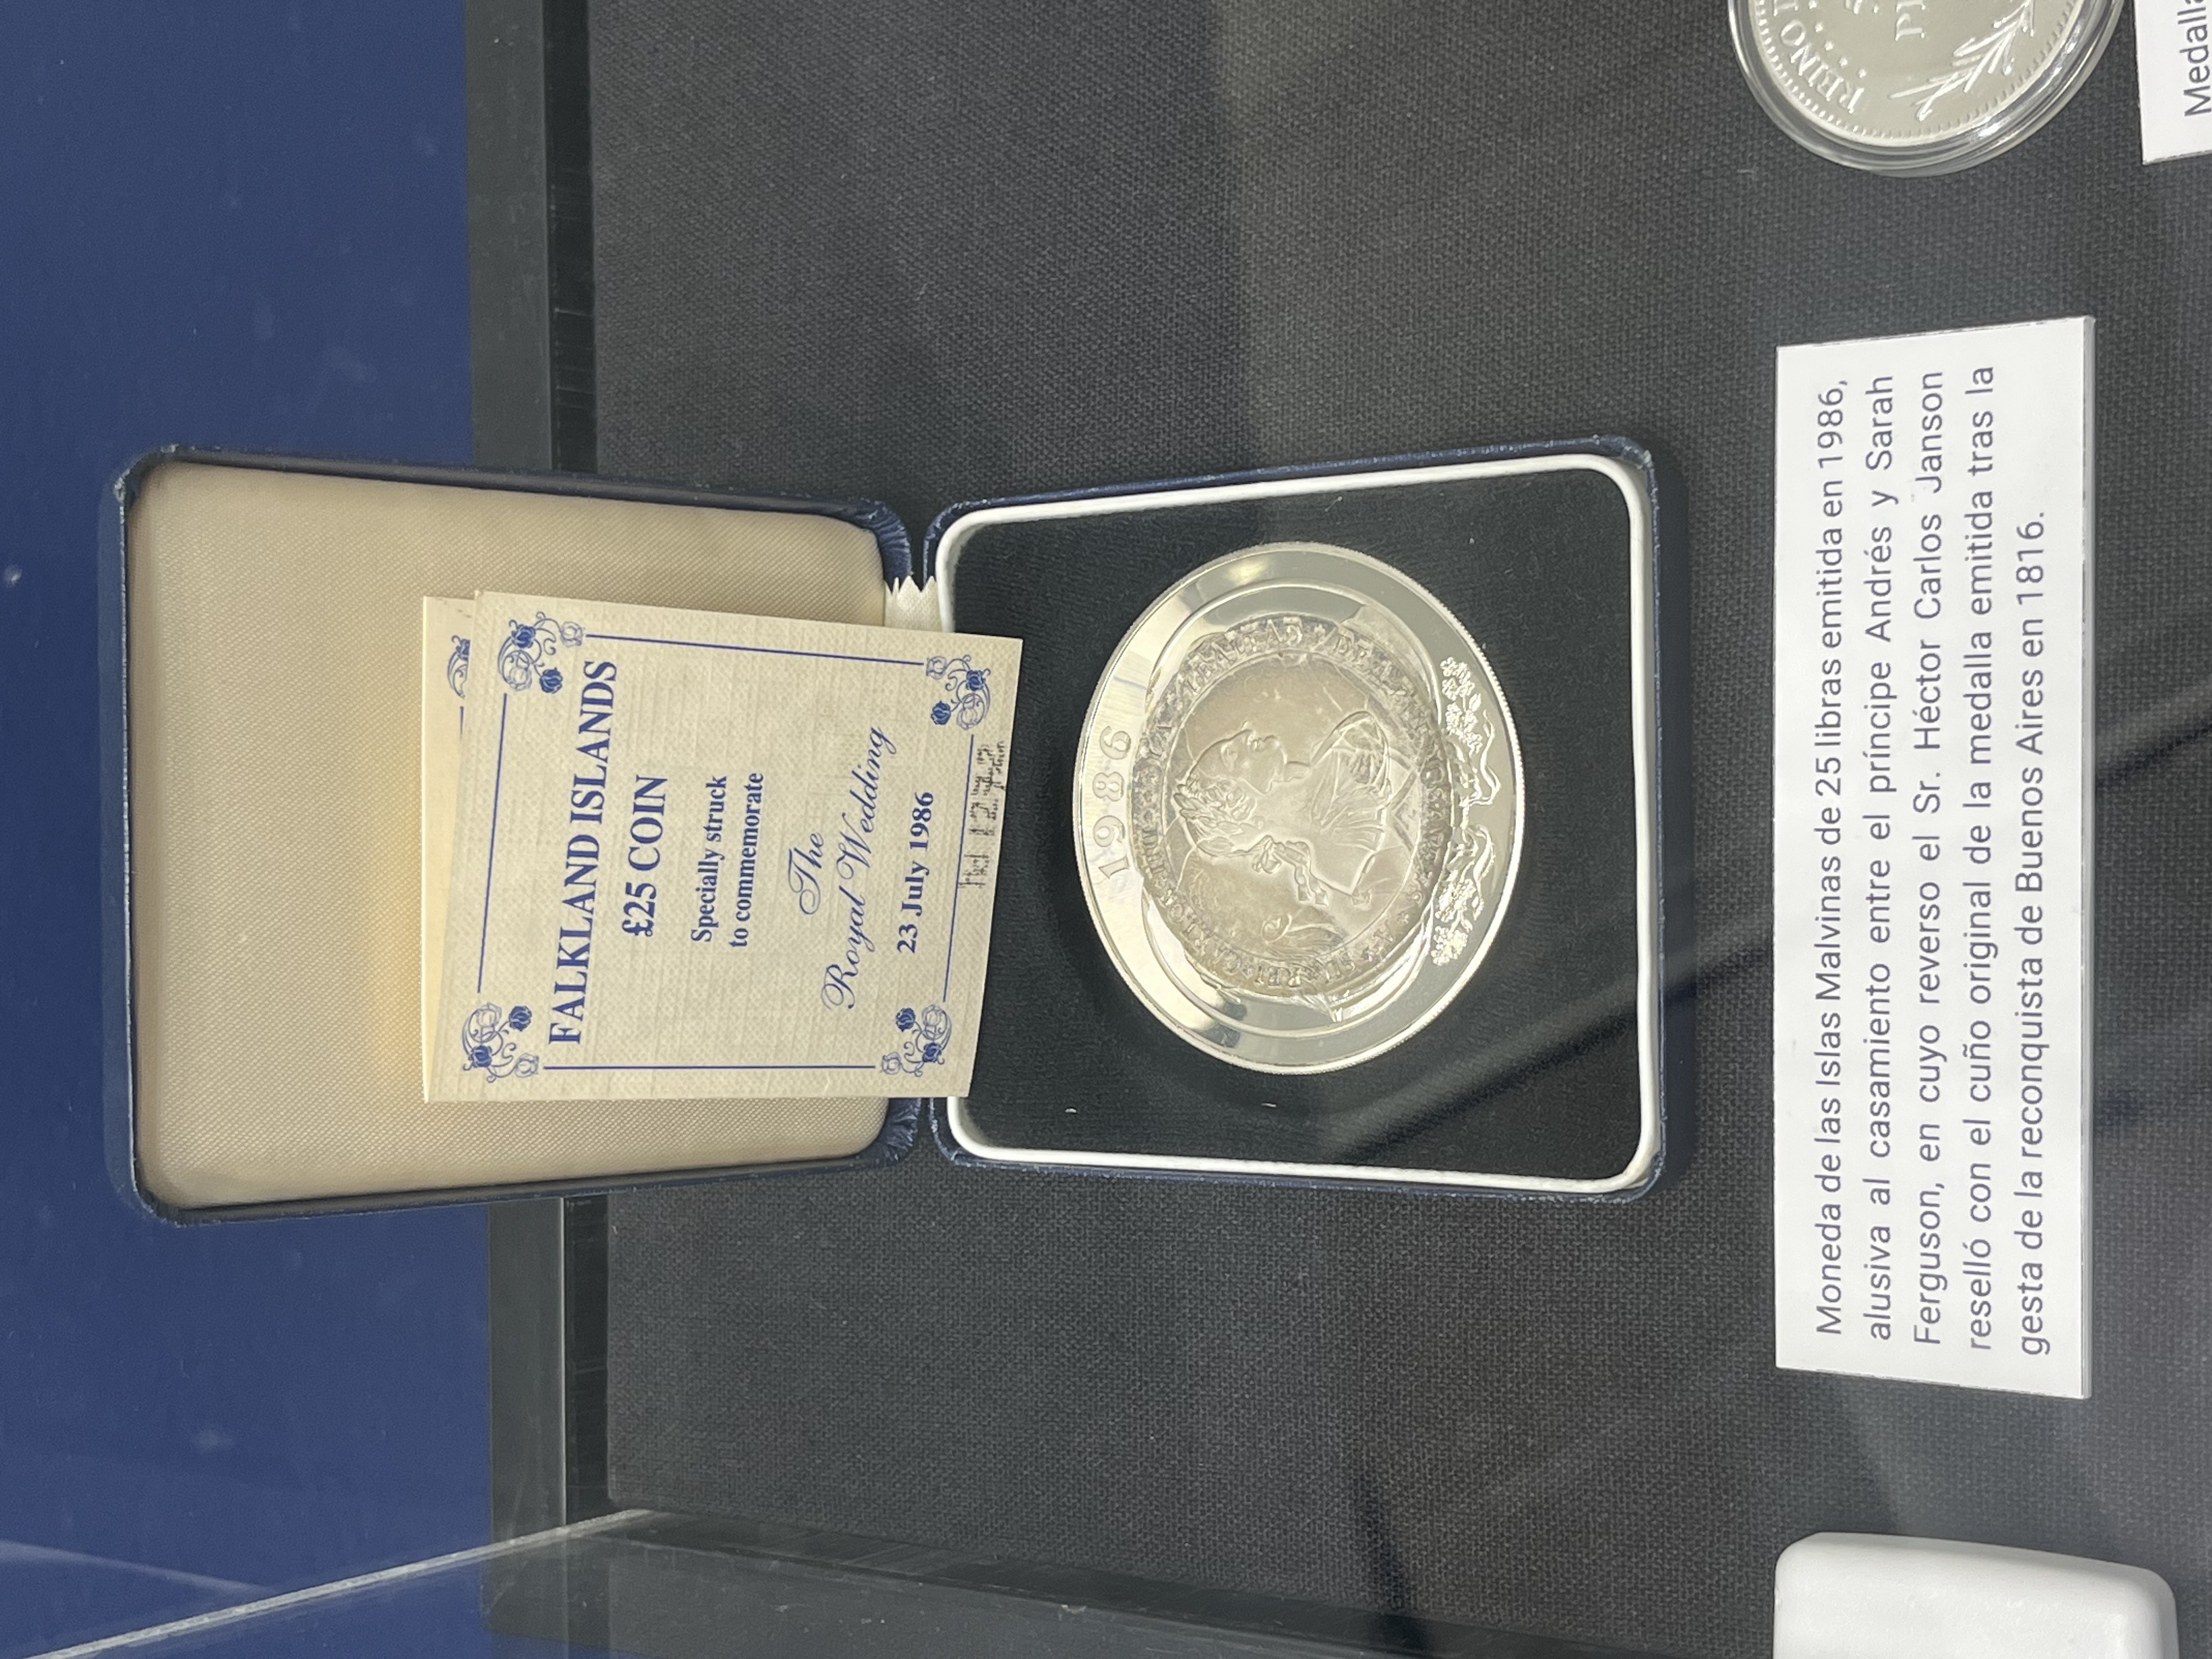 FALKLAND ISLANDS
£25 COIN
Specially struck
to commemorate
The
Royal Wedding
23 July 1986
1986
Moneda de las Islas Malvinas de 25 libras emitida en 1986,
alusiva al casamiento entre el príncipe Andrés y Sarah
Ferguson, en cuyo reverso el Sr. Héctor Carlos Janson
reselló con el cuño original de la medalla emitida tras la
gesta de la reconquista de Buenos Aires en 1816.
REINO
Medalla